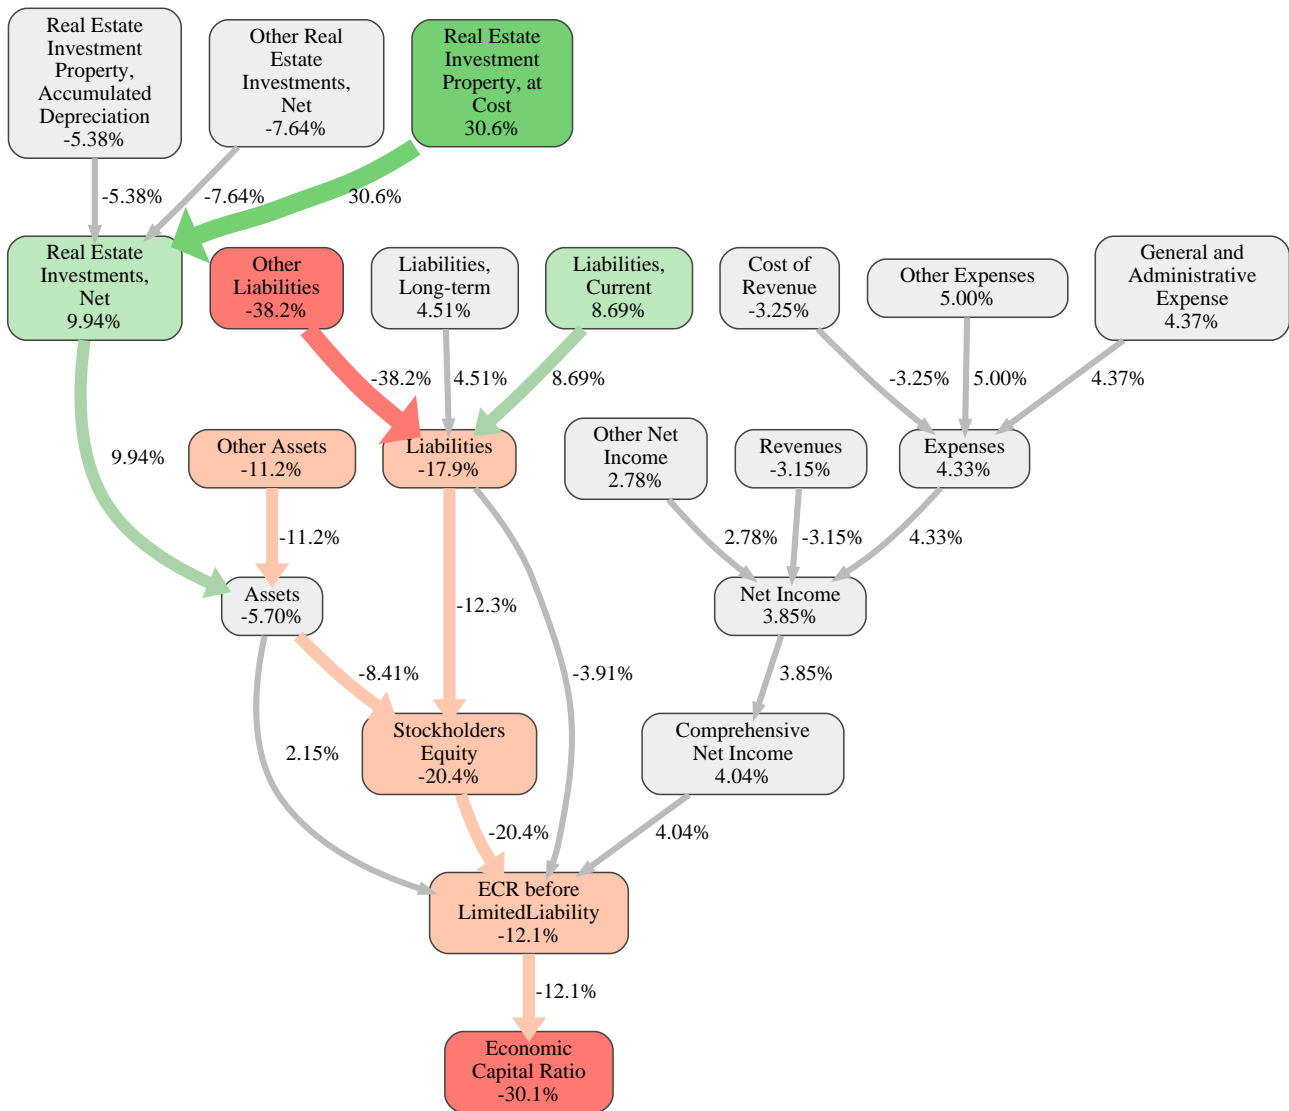 Real Estate
Investment
Property,
Accumulated
Depreciation
-5.38%
Other Real
Estate
Investments,
Net
-7.64%
Real Estate
Investment
Property, at
Cost
30.6%
-5.38%
-7.64%
30.6%
Real Estate
Investments,
Net
9.94%
Other
Liabilities
-38.2%
Liabilities,
Long-term
4.51%
Liabilities,
Current
8.69%
Cost of
Revenue
-3.25%
Other Expenses
5.00%
General and
Administrative
Expense
4.37%
-38.2%
4.51%
8.69%
-3.25%
5.00%
4.37%
9.94%
Other Assets
-11.2%
Liabilities
-17.9%
Other Net
Income
2.78%
Revenues
-3.15%
Expenses
4.33%
-11.2%
2.78%
-3.15%
4.33%
Assets
-5.70%
-12.3%
Net Income
3.85%
-8.41%
-3.91%
3.85%
2.15%
Stockholders
Equity
-20.4%
Comprehensive
Net Income
4.04%
-20.4%
4.04%
ECR before
LimitedLiability
-12.1%
-12.1%
Economic
Capital Ratio
-30.1%